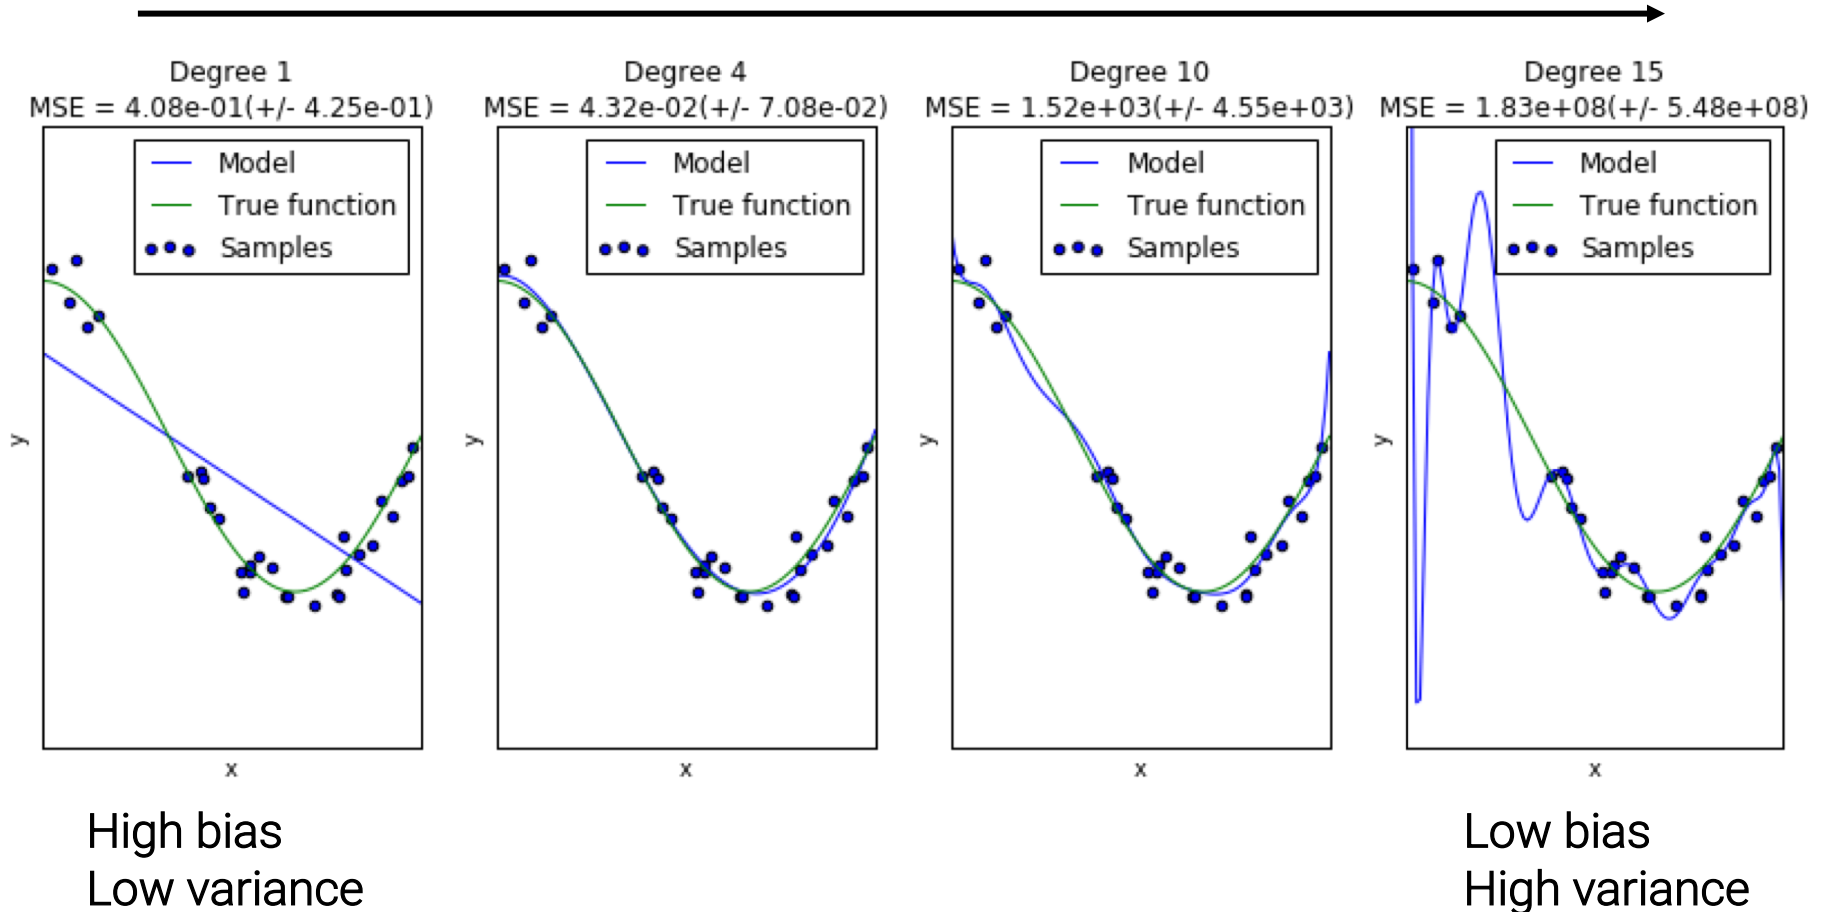 Degree 1
MSE = 4.08e-01(+/- 4.25e-01)
Model
True function
Samples
y
x
Degree 4
MSE = 4.32e-02(+/- 7.08e-02)
Model
True function
Samples
y
x
Degree 10
MSE = 1.52e+03(+/- 4.55e+03)
Model
True function
Samples
y
x
Degree 15
MSE = 1.83e+08(+/- 5.48e+08)
Model
True function
Samples
y
x
High bias
Low variance
Low bias
High variance